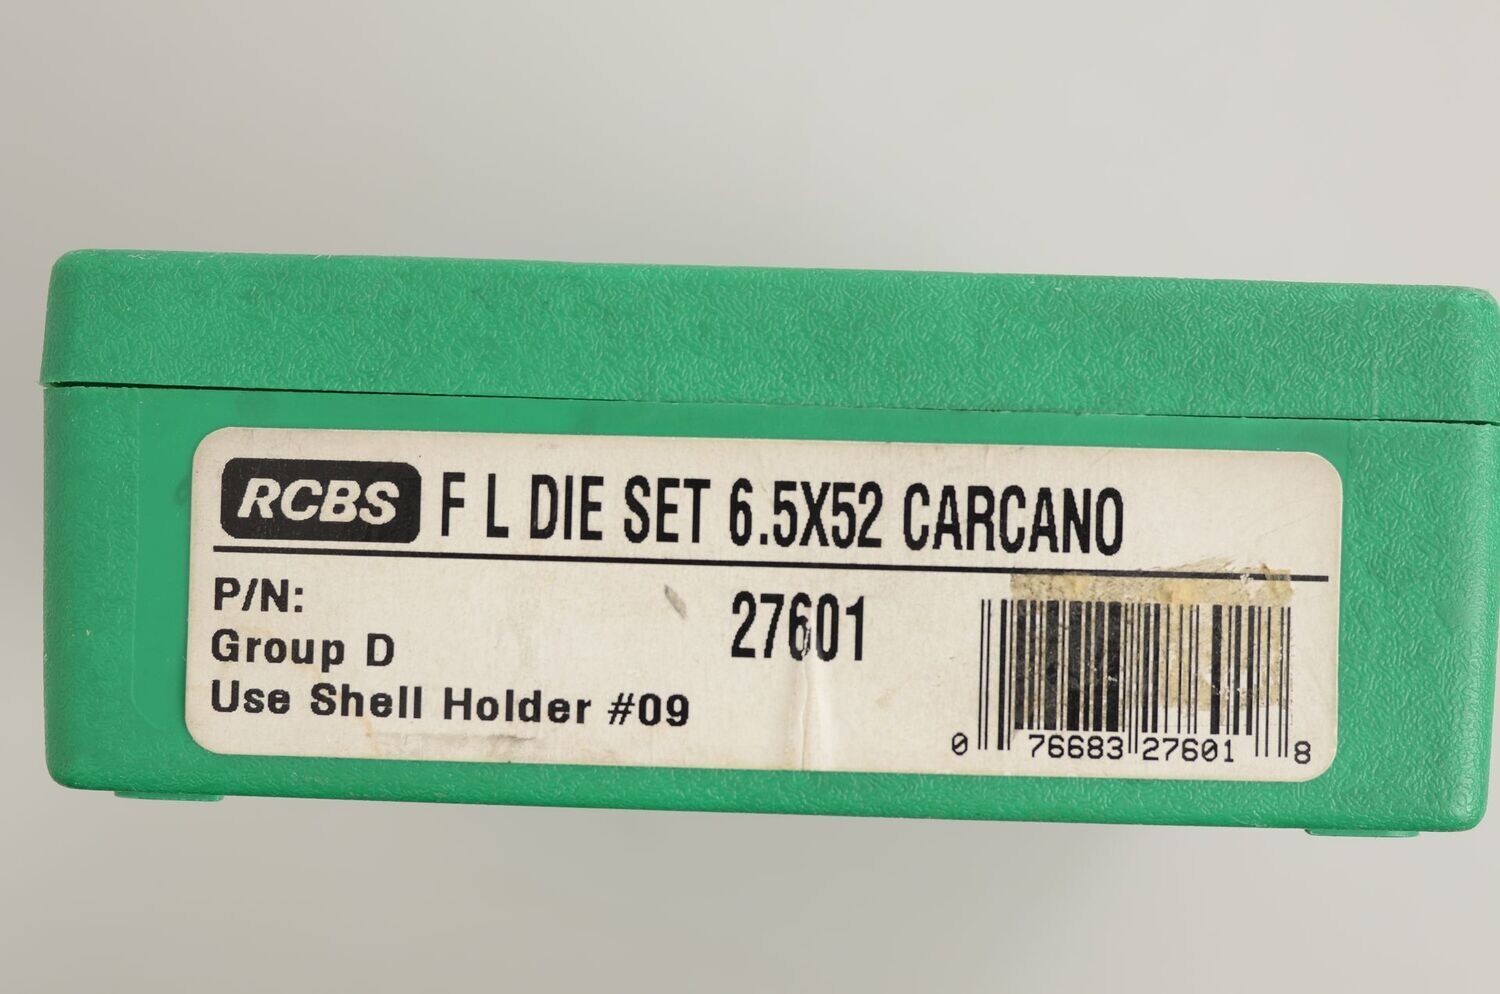 RCBS F L DIE SET 6.5X52 CARCANO
P/N: 27601
Group D
Use Shell Holder #09
0 76683 27601 8